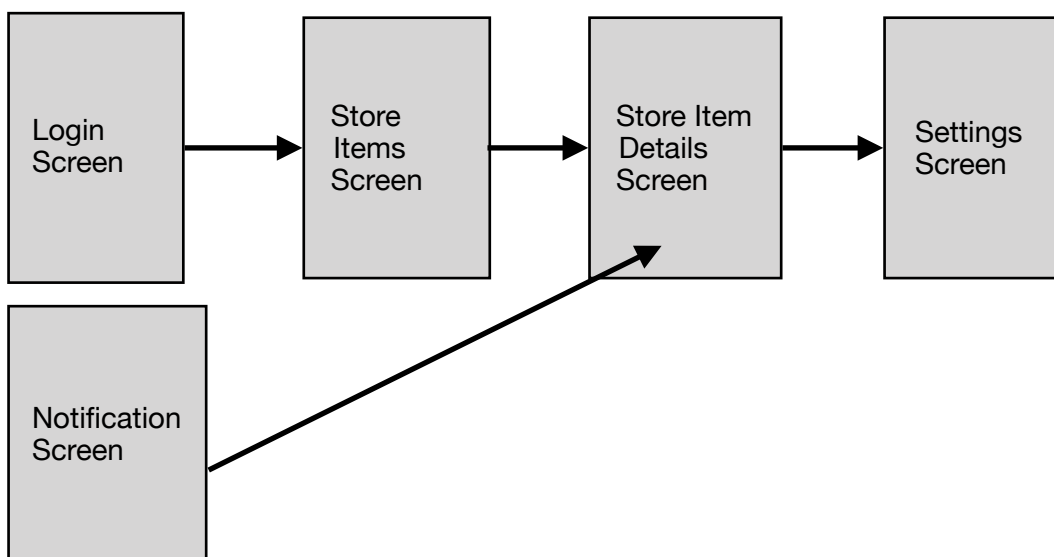 Login
Screen
Store
Items
Screen
Store Item
Details
Screen
Settings
Screen
Notification
Screen